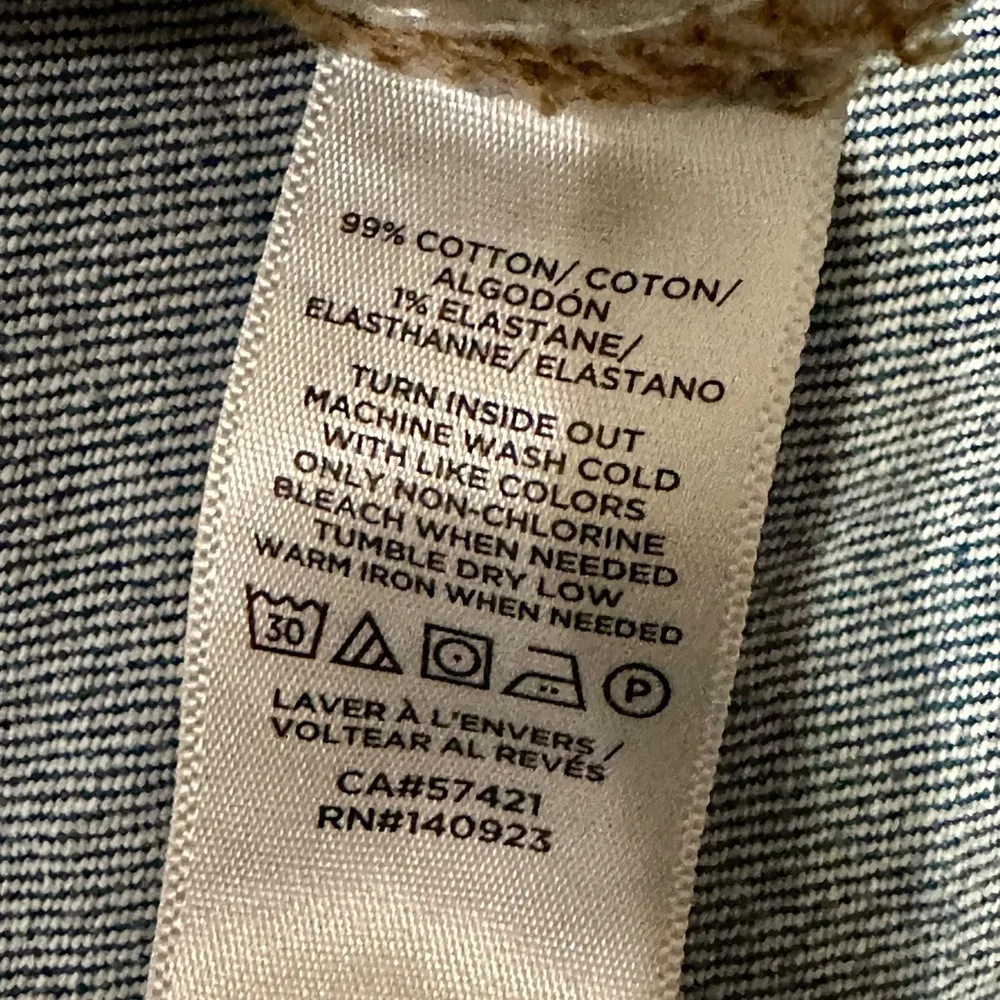 99% COTTON/ COTON/
ALGODÓN
1% ELASTANE/
ELASTHANNE/ ELASTANO
TURN INSIDE OUT
MACHINE WASH COLD
WITH LIKE COLORS
ONLY NON-CHLORINE
BLEACH WHEN NEEDED
TUMBLE DRY LOW
WARM IRON WHEN NEEDED
30 P
LAVER À L'ENVERS /
VOLTEAR AL REVÉS
CA#57421
RN#140923